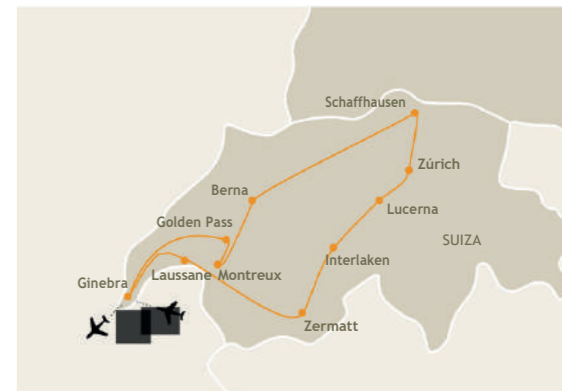 Schaffhausen
Zúrich
Berna
Lucerna
Golden Pass
SUIZA
Interlaken
Laussane
Montreux
Ginebra
Zermatt